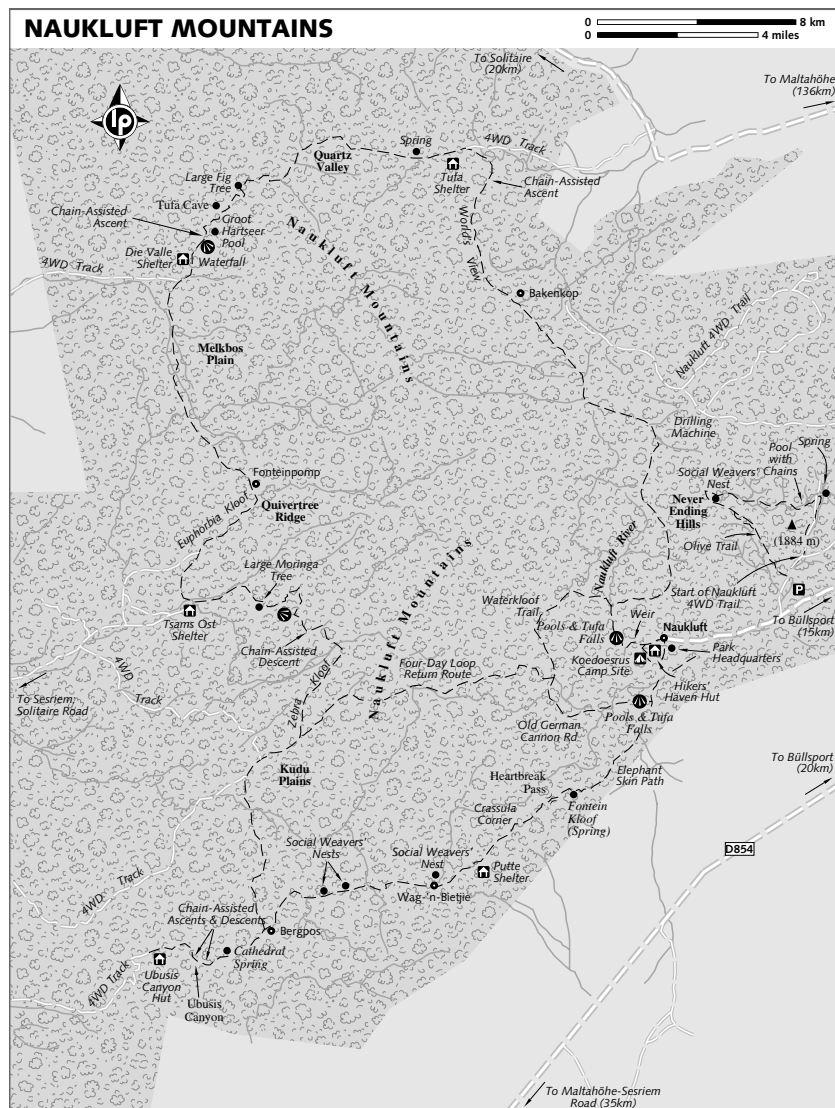 NAUKLUFT MOUNTAINS
0 8 km
0 4 miles
To Solitaire
(20km)
To Maltahöhe
(136km)
lp
Quartz
Valley
Spring
4WD Track
Tufa
Shelter
Chain-Assisted
Ascent
Large Fig
Tree
Tufa Cave
Chain-Assisted
Ascent
Groot
Hartseer
Pool
Die Valle
Shelter
Waterfall
4WD Track
World's View
Naukluft Mountains
Bakenkop
Naukluft 4WD Trail
Melkbos
Plain
Drilling
Machine
Spring
Pool
with
Chains
Social Weavers'
Nest
Fonteinpomp
Euphorbia Kloof
Quivertree
Ridge
Never
Ending
Hills
(1884 m)
Olive Trail
Naukluft River
Naukluft Mountains
Large Moringa
Tree
Start of Naukluft
4WD Trail
P
Waterkloof
Trail
Weir
Naukluft
To Büllsport
(15km)
Tsams Ost
Shelter
Pools & Tufa
Falls
Chain-Assisted
Descent
Koedoesrus
Camp Site
Park
Headquarters
4WD Track
Zebra Kloof
Four-Day Loop
Return Route
Hikers'
Haven Hut
To Sesriem,
Solitaire Road
Old German
Cannon Rd
Pools & Tufa
Falls
Kudu
Plains
To Büllsport
(20km)
Heartbreak
Pass
Elephant
Skin Path
Crassula
Corner
Fontein
Kloof
(Spring)
D854
Social Weavers'
Nests
Social Weavers'
Nest
Putte
Shelter
4WD Track
Wag-'n-Bietjie
Chain-Assisted
Ascents & Descents
Bergpos
Cathedral
Spring
4WD Track
Ubusis
Canyon
Hut
Ubusis
Canyon
To Maltahöhe-Sesriem
Road (35km)